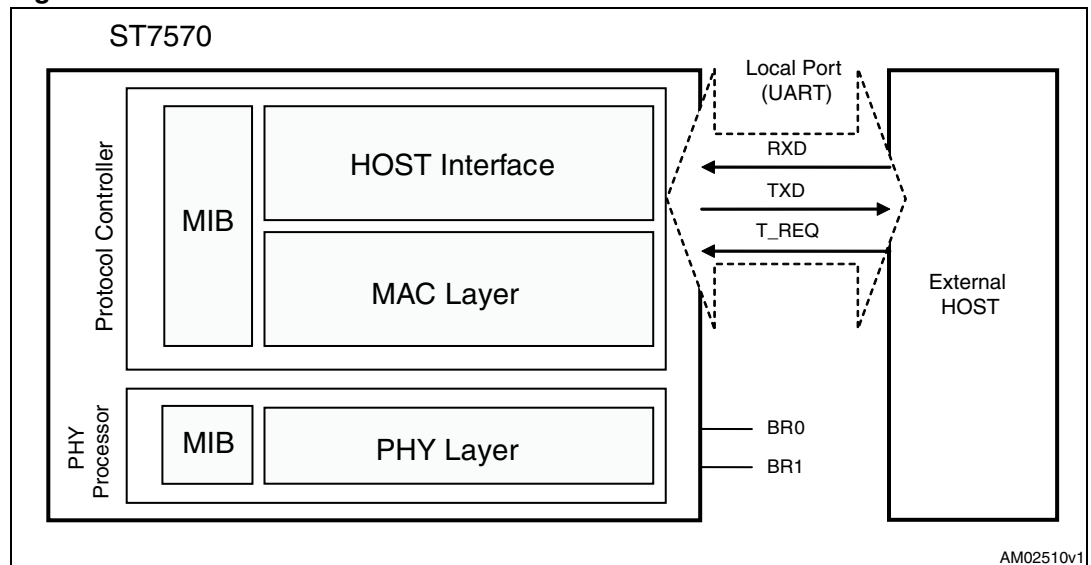 ST7570
Local Port
(UART)
RXD
TXD
T_REQ
Protocol Controller
MIB
HOST Interface
MAC Layer
External
HOST
PHY
Processor
MIB
PHY Layer
BR0
BR1
AM02510v1